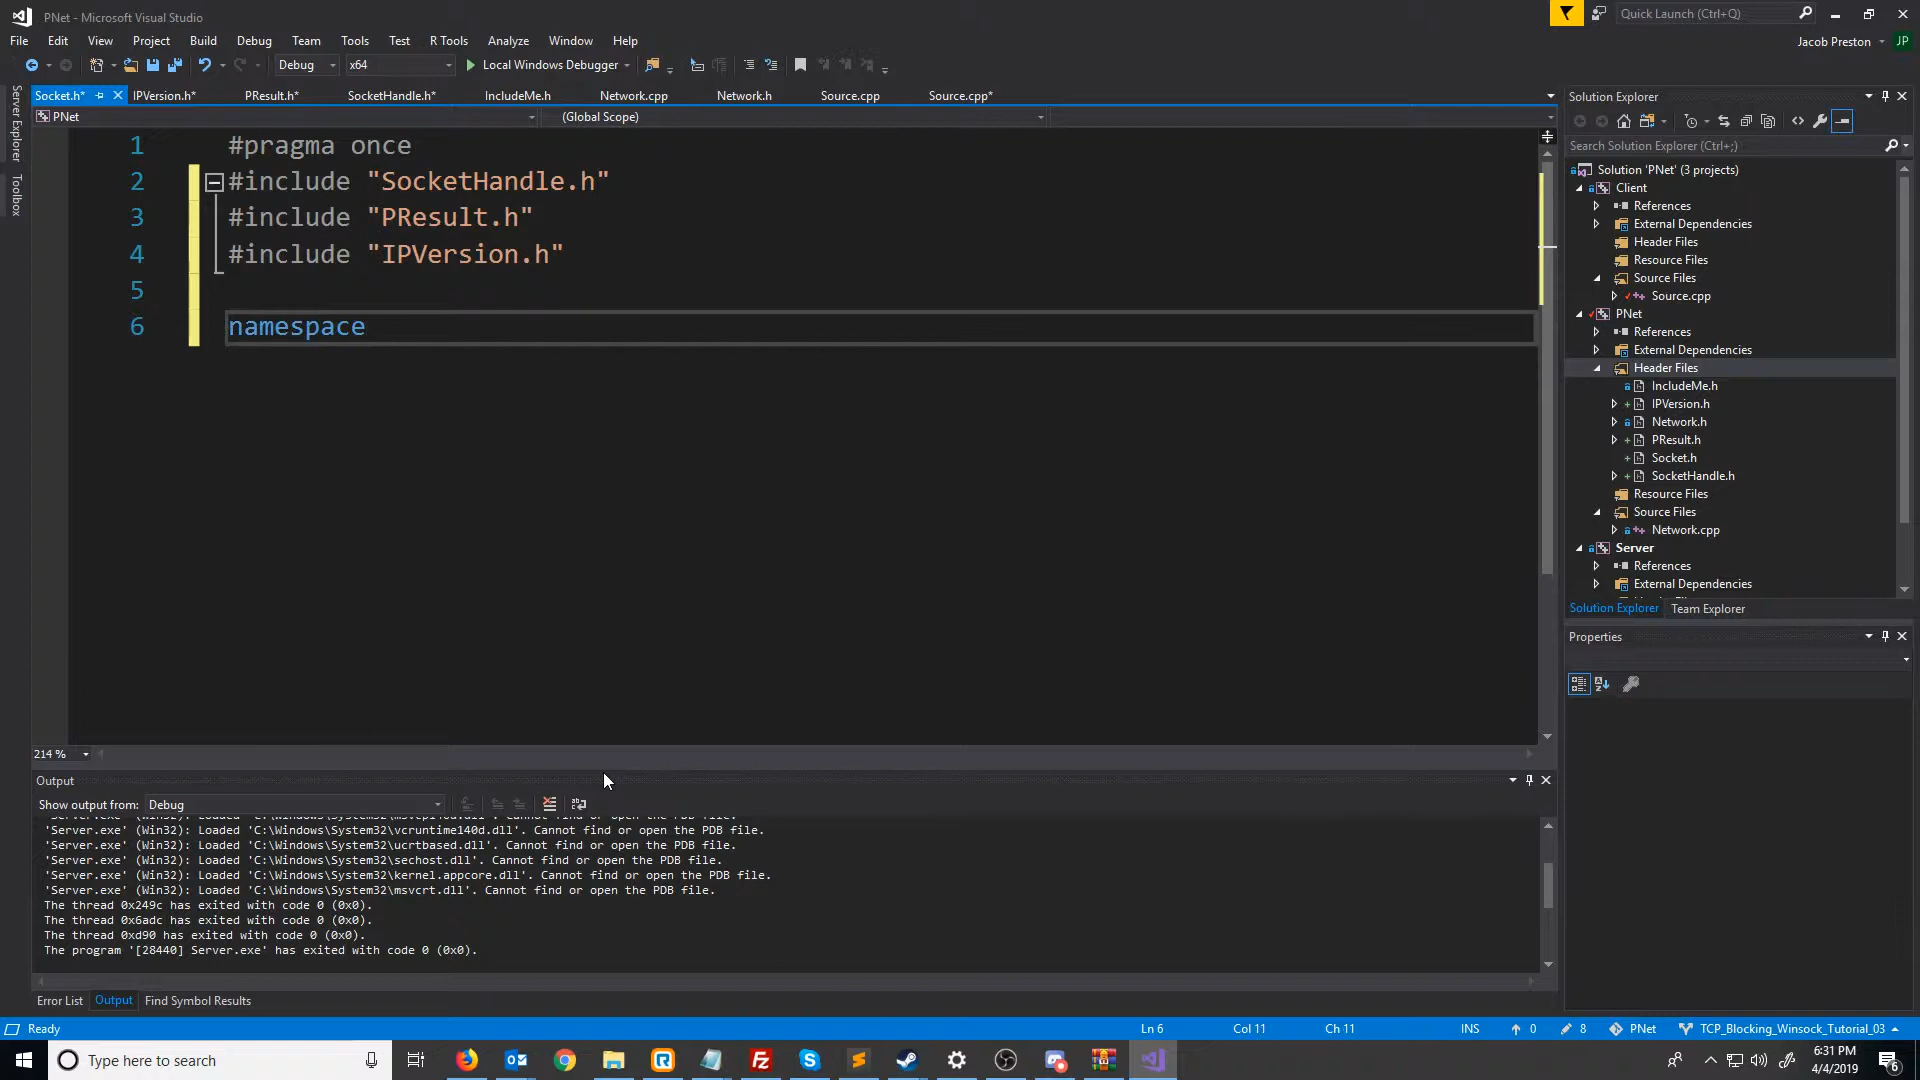 PNet - Microsoft Visual Studio
Quick Launch (Ctrl+Q)
File Edit View Project Build Debug Team Tools Test R Tools Analyze Window Help
Jacob Preston JP
Debug x64 Local Windows Debugger
Server Explorer
Toolbox
Socket.h* IPVersion.h* PResult.h* SocketHandle.h* IncludeMe.h Network.cpp Network.h Source.cpp Source.cpp*
PNet (Global Scope)
1 #pragma once
2 #include "SocketHandle.h"
3 #include "PResult.h"
4 #include "IPVersion.h"
5
6 namespace
214 %
Solution Explorer
Search Solution Explorer (Ctrl+;)
Solution 'PNet' (3 projects)
Client
References
External Dependencies
Header Files
Resource Files
Source Files
Source.cpp
PNet
References
External Dependencies
Header Files
IncludeMe.h
IPVersion.h
Network.h
PResult.h
Socket.h
SocketHandle.h
Resource Files
Source Files
Network.cpp
Server
References
External Dependencies
Solution Explorer Team Explorer
Properties
Output
Show output from: Debug
'Server.exe' (Win32): Loaded 'C:\Windows\System32\vcruntime140d.dll'. Cannot find or open the PDB file.
'Server.exe' (Win32): Loaded 'C:\Windows\System32\ucrtbased.dll'. Cannot find or open the PDB file.
'Server.exe' (Win32): Loaded 'C:\Windows\System32\sechost.dll'. Cannot find or open the PDB file.
'Server.exe' (Win32): Loaded 'C:\Windows\System32\kernel.appcore.dll'. Cannot find or open the PDB file.
'Server.exe' (Win32): Loaded 'C:\Windows\System32\msvcrt.dll'. Cannot find or open the PDB file.
The thread 0x249c has exited with code 0 (0x0).
The thread 0x6adc has exited with code 0 (0x0).
The thread 0xd90 has exited with code 0 (0x0).
The program '[28440] Server.exe' has exited with code 0 (0x0).
Error List Output Find Symbol Results
Ready Ln 6 Col 11 Ch 11 INS 0 8 PNet TCP_Blocking_Winsock_Tutorial_03
Type here to search
6:31 PM
4/4/2019
6